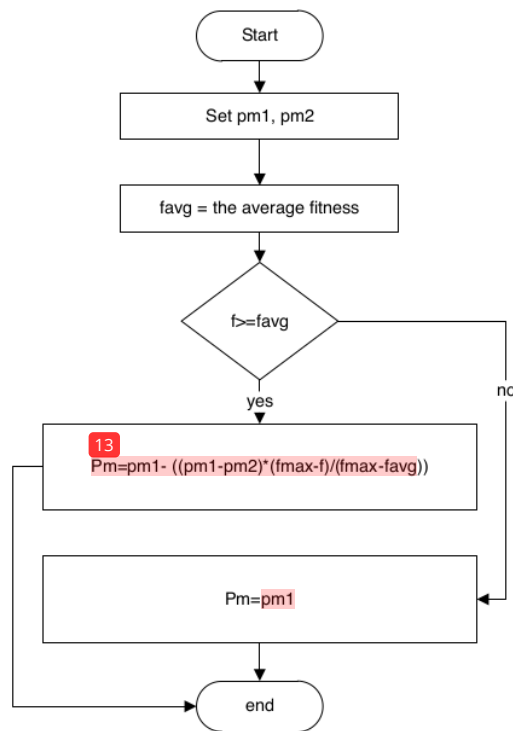 Start
Set pm1, pm2
favg = the average fitness
f>=favg
no
yes
13
Pm=pm1- ((pm1-pm2)*(fmax-f)/(fmax-favg))
Pm=pm1
end